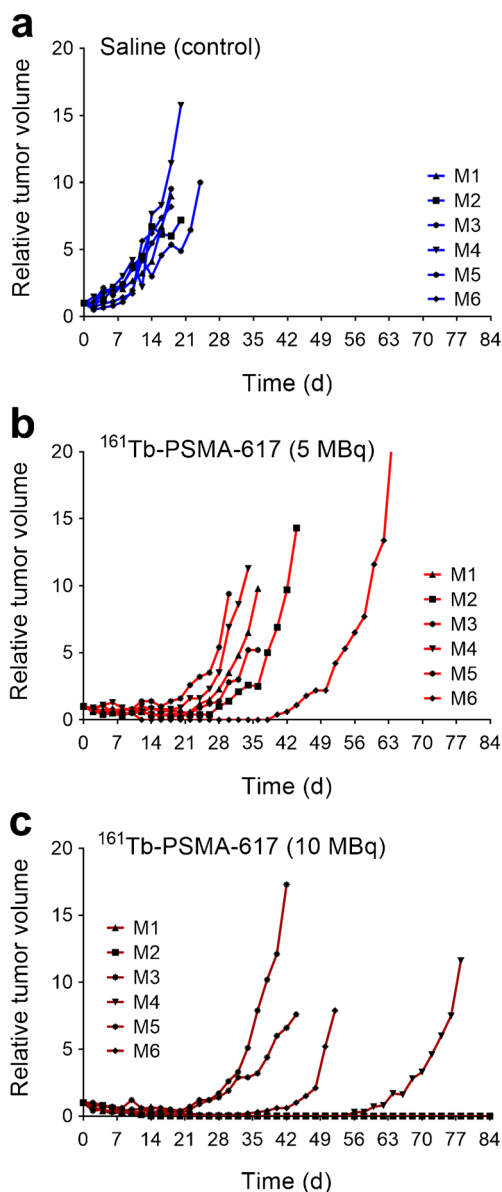 a
Saline (control)
Relative tumor volume
20
15
10
5
0
M1
M2
M3
M4
M5
M6
0 7 14 21 28 35 42 49 56 63 70 77 84
Time (d)
b
¹⁶¹Tb-PSMA-617 (5 MBq)
Relative tumor volume
20
15
10
5
0
M1
M2
M3
M4
M5
M6
0 7 14 21 28 35 42 49 56 63 70 77 84
Time (d)
c
¹⁶¹Tb-PSMA-617 (10 MBq)
Relative tumor volume
20
15
10
5
0
M1
M2
M3
M4
M5
M6
0 7 14 21 28 35 42 49 56 63 70 77 84
Time (d)